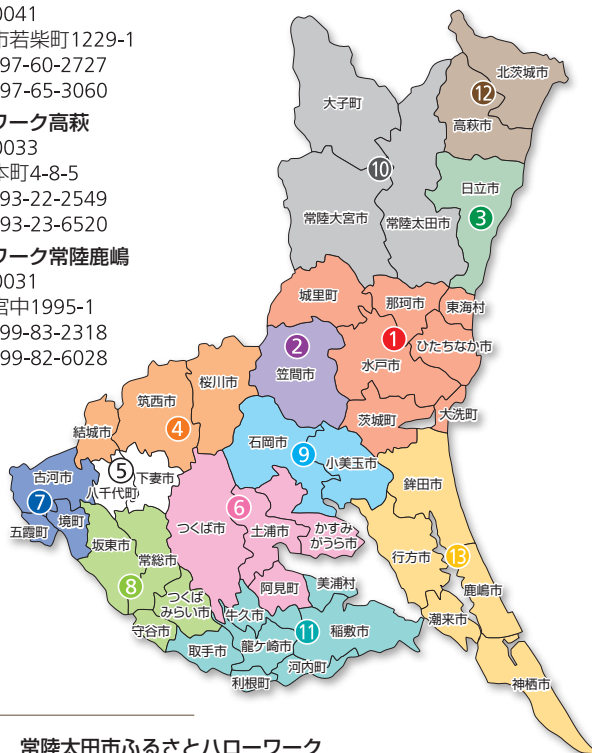 0041
市若柴町1229-1
97-60-2727
97-65-3060
ワーク高萩
0033
本町4-8-5
93-22-2549
93-23-6520
ワーク常陸鹿嶋
0031
宮中1995-1
99-83-2318
99-82-6028
北茨城市
⑫
高萩市
大子町
⑩
常陸大宮市
常陸太田市
日立市
③
城里町
那珂市
東海村
①
ひたちなか市
水戸市
②
笠間市
茨城町
大洗町
桜川市
筑西市
④
結城市
石岡市
⑨
小美玉市
⑤
下妻市
八千代町
古河市
⑦
五霞町
境町
つくば市
⑥
土浦市
かすみ
がうら市
阿見町
坂東市
常総市
⑧
つくば
みらい市
守谷市
鉾田市
行方市
⑬
鹿嶋市
潮来市
神栖市
美浦村
牛久市
⑪
稲敷市
取手市
龍ケ崎市
河内町
利根町
常陸太田市ふるさとハローワーク